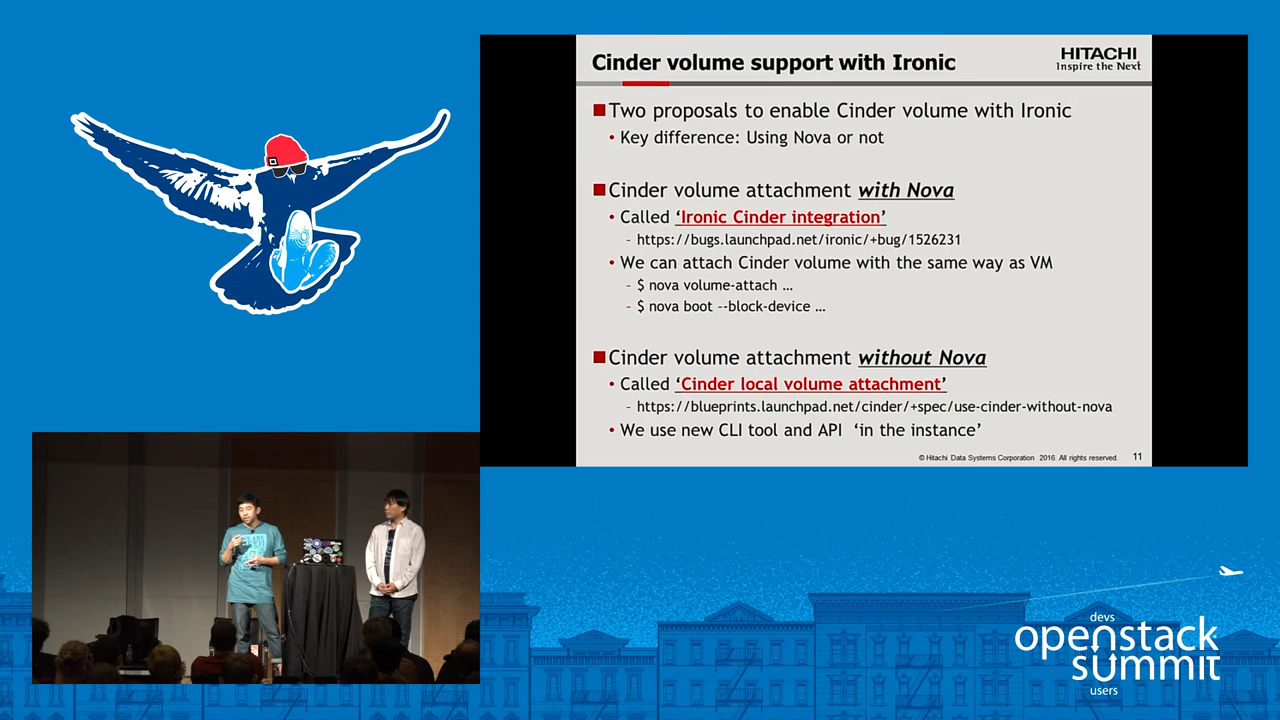 Cinder volume support with Ironic
HITACHI
Inspire the Next
Two proposals to enable Cinder volume with Ironic
• Key difference: Using Nova or not
Cinder volume attachment with Nova
• Called ‘Ironic Cinder integration’
- https://bugs.launchpad.net/ironic/+bug/1526231
• We can attach Cinder volume with the same way as VM
- $ nova volume-attach …
- $ nova boot --block-device …
Cinder volume attachment without Nova
• Called ‘Cinder local volume attachment’
- https://blueprints.launchpad.net/cinder/+spec/use-cinder-without-nova
• We use new CLI tool and API ‘in the instance’
© Hitachi Data Systems Corporation 2016. All rights reserved.
11
devs
openstack
summit
users